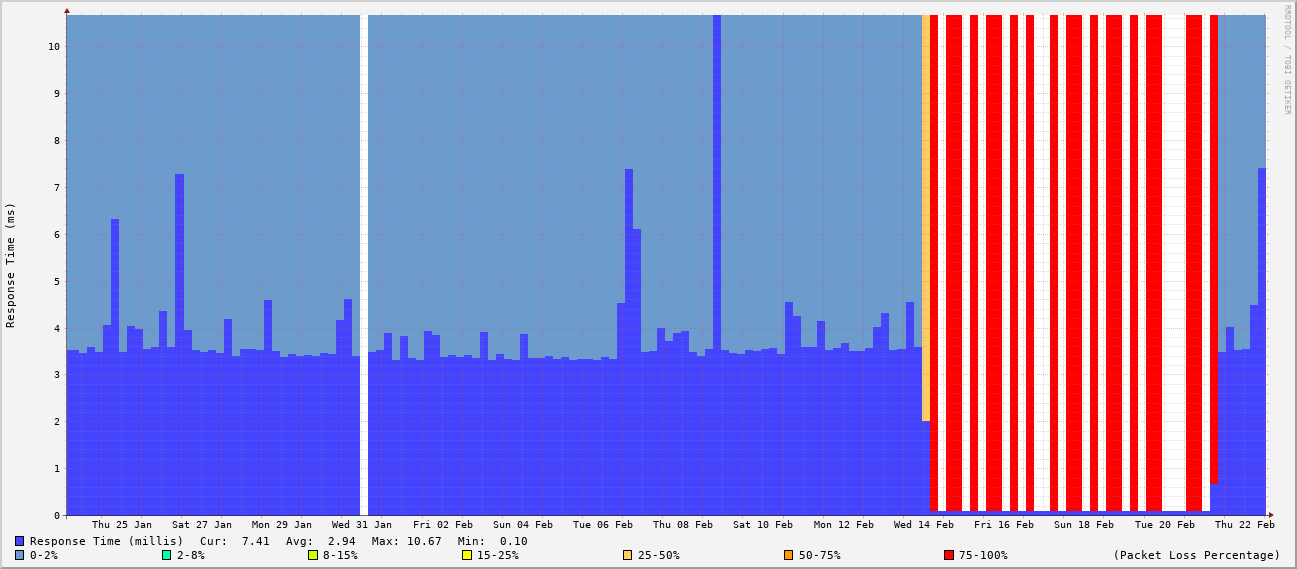 RRDTOOL / TOBI OETIKER
Response Time (ms)
10
9
8
7
6
5
4
3
2
1
0
Thu 25 Jan Sat 27 Jan Mon 29 Jan Wed 31 Jan Fri 02 Feb Sun 04 Feb Tue 06 Feb Thu 08 Feb Sat 10 Feb Mon 12 Feb Wed 14 Feb Fri 16 Feb Sun 18 Feb Tue 20 Feb Thu 22 Feb
Response Time (millis) Cur: 7.41 Avg: 2.94 Max: 10.67 Min: 0.10
0-2% 2-8% 8-15% 15-25% 25-50% 50-75% 75-100% (Packet Loss Percentage)